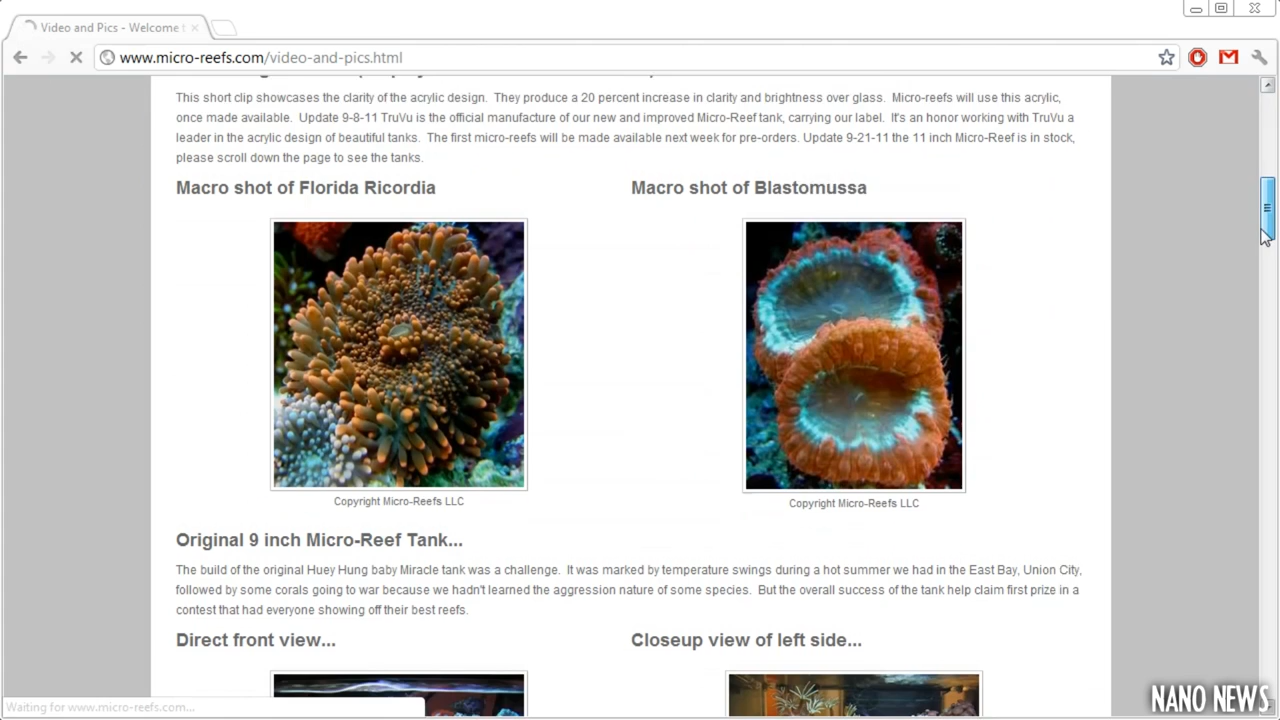 Video and Pics - Welcome t
www.micro-reefs.com/video-and-pics.html
This short clip showcases the clarity of the acrylic design. They produce a 20 percent increase in clarity and brightness over glass. Micro-reefs will use this acrylic,
once made available. Update 9-8-11 TruVu is the official manufacture of our new and improved Micro-Reef tank, carrying our label. It's an honor working with TruVu a
leader in the acrylic design of beautiful tanks. The first micro-reefs will be made available next week for pre-orders. Update 9-21-11 the 11 inch Micro-Reef is in stock,
please scroll down the page to see the tanks.
Macro shot of Florida Ricordia
Macro shot of Blastomussa
Copyright Micro-Reefs LLC
Copyright Micro-Reefs LLC
Original 9 inch Micro-Reef Tank...
The build of the original Huey Hung baby Miracle tank was a challenge. It was marked by temperature swings during a hot summer we had in the East Bay, Union City,
followed by some corals going to war because we hadn't learned the aggression nature of some species. But the overall success of the tank help claim first prize in a
contest that had everyone showing off their best reefs.
Direct front view...
Closeup view of left side...
Waiting for www.micro-reefs.com...
NANO NEWS